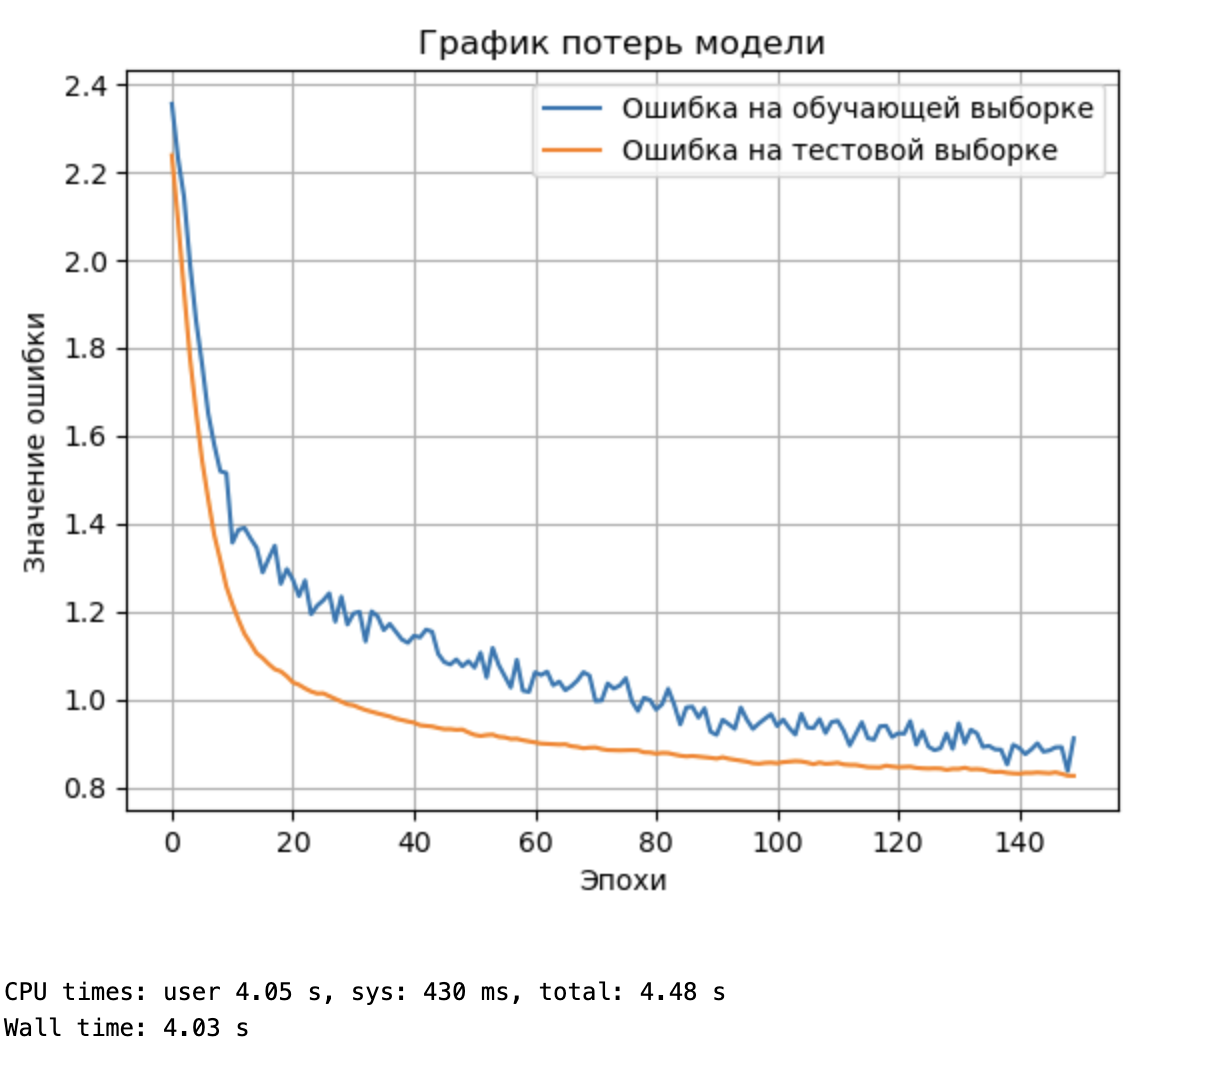 График потерь модели
Ошибка на обучающей выборке
Ошибка на тестовой выборке
Значение ошибки
2.4
2.2
2.0
1.8
1.6
1.4
1.2
1.0
0.8
0 20 40 60 80 100 120 140
Эпохи
CPU times: user 4.05 s, sys: 430 ms, total: 4.48 s
Wall time: 4.03 s